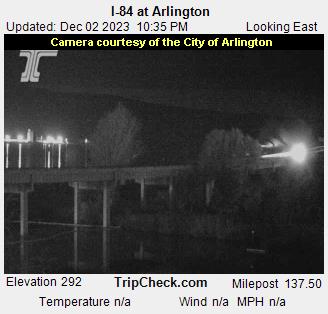 I-84 at Arlington
Updated: Dec 02 2023 10:35 PM Looking East
Camera courtesy of the City of Arlington
Elevation 292 TripCheck.com Milepost 137.50
Temperature n/a Wind n/a MPH n/a